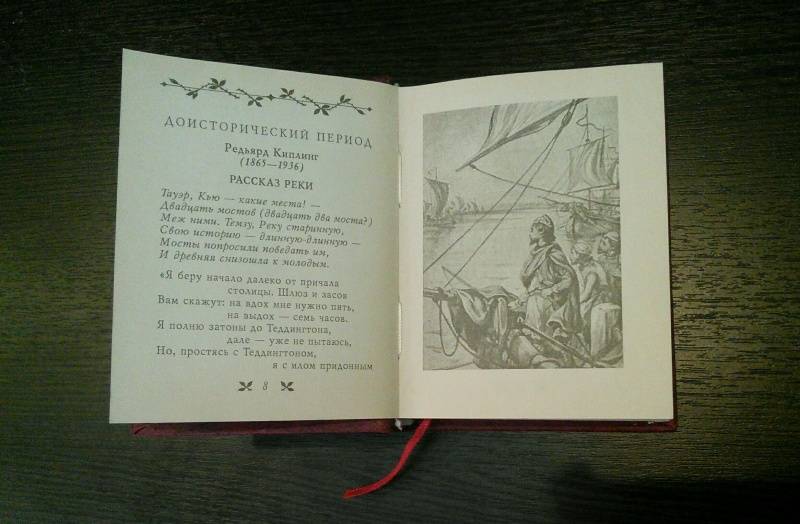 ДОИСТОРИЧЕСКИЙ ПЕРИОД
Редьярд Киплинг
(1865—1936)
РАССКАЗ РЕКИ
Тауэр, Кью — какие места! —
Двадцать мостов (двадцать два моста?)
Меж ними. Темзу, Реку старинную,
Свою историю — длинную-длинную —
Мосты попросили поведать им,
И древняя снизошла к молодым.
«Я беру начало далеко от причала
столицы. Шлюз и засов
Вам скажут: на вдох мне нужно пять,
на выдох — семь часов.
Я полню затоны до Теддингтона,
дале — уже не пытаюсь,
Но, простясь с Теддингтоном,
я с илом придонным
8